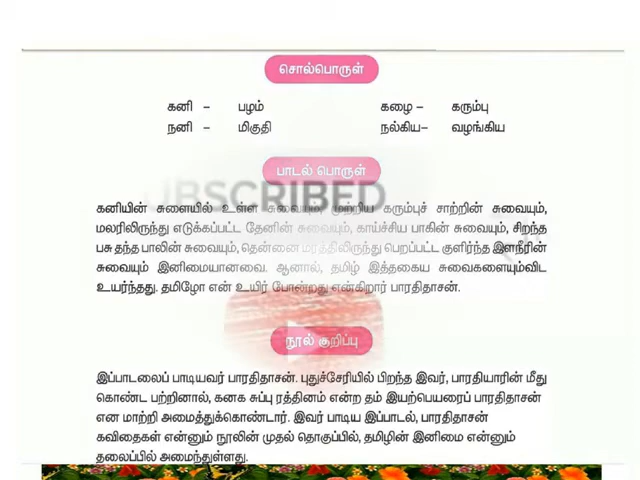 சொல்பொருள்
கனி – பழம் கழை – கரும்பு
நனி – மிகுதி நல்கிய– வழங்கிய
பாடல் பொருள்
UBSCRIBED
கனியின் சுளையில் உள்ள சுவையும், முற்றிய கரும்புச் சாற்றின் சுவையும்,
மலரிலிருந்து எடுக்கப்பட்ட தேனின் சுவையும், காய்ச்சிய பாகின் சுவையும், சிறந்த
பசு தந்த பாலின் சுவையும், தென்னை மரத்திலிருந்து பெறப்பட்ட குளிர்ந்த இளநீரின்
சுவையும் இனிமையானவை. ஆனால், தமிழ் இத்தகைய சுவைகளையும்விட
உயர்ந்தது. தமிழோ என் உயிர் போன்றது என்கிறார் பாரதிதாசன்.
நூல் குறிப்பு
இப்பாடலைப் பாடியவர் பாரதிதாசன். புதுச்சேரியில் பிறந்த இவர், பாரதியாரின் மீது
கொண்ட பற்றினால், கனக சுப்பு ரத்தினம் என்ற தம் இயற்பெயரைப் பாரதிதாசன்
என மாற்றி அமைத்துக்கொண்டார். இவர் பாடிய இப்பாடல், பாரதிதாசன்
கவிதைகள் என்னும் நூலின் முதல் தொகுப்பில், தமிழின் இனிமை என்னும்
தலைப்பில் அமைந்துள்ளது.